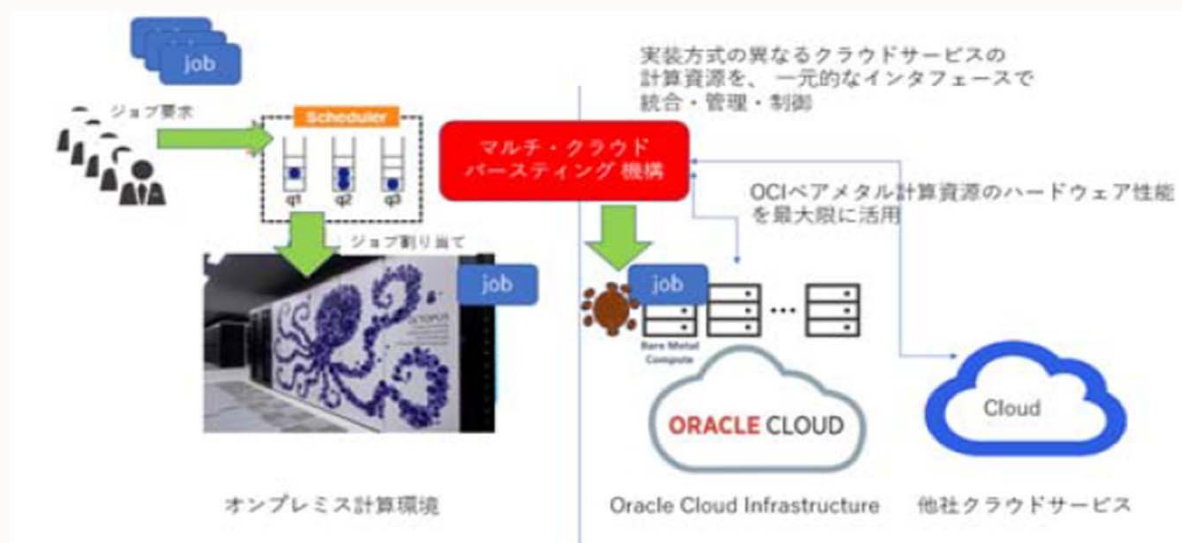 job
ジョブ要求
Scheduler
q1
q2
q3
ジョブ割り当て
job
OCTOPUS
オンプレミス計算環境
実装方式の異なるクラウドサービスの
計算資源を、一元的なインタフェースで
統合・管理・制御
マルチ・クラウド
バースティング 機構
OCIベアメタル計算資源のハードウェア性能
を最大限に活用
job
Bare Metal
Compute
ORACLE CLOUD
Cloud
Oracle Cloud Infrastructure
他社クラウドサービス